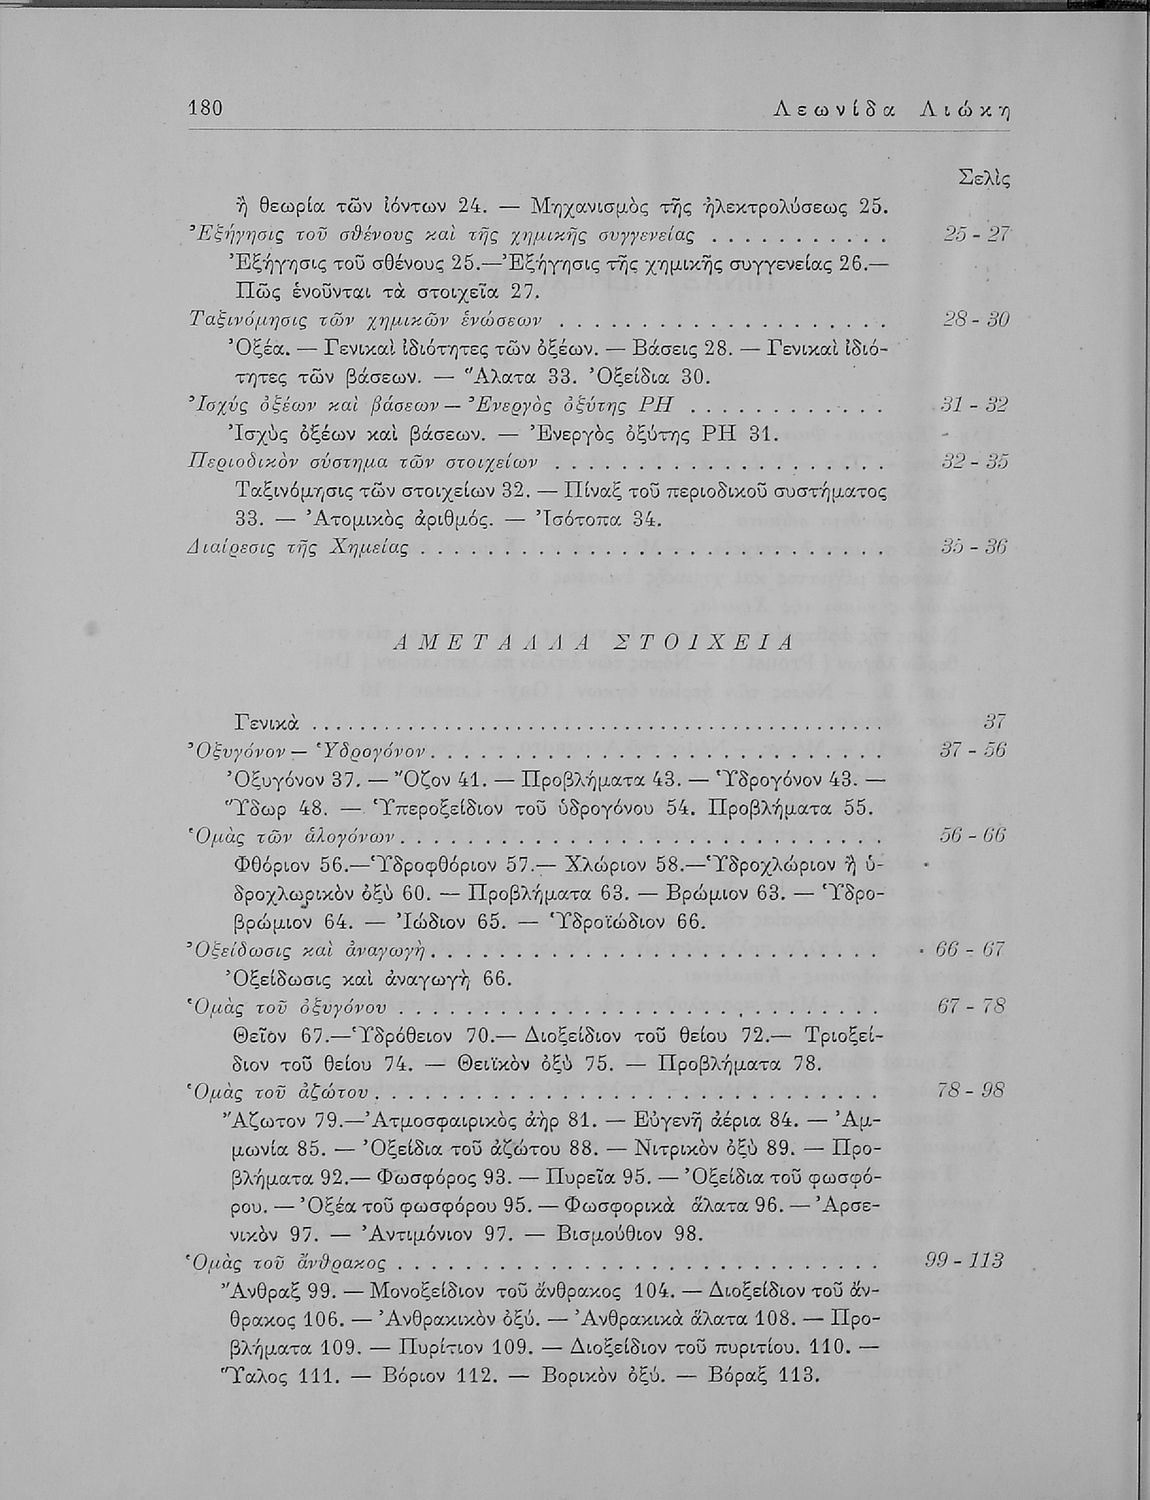 180 Λεωνίδα Λιώκη
Σελὶς
ἢ θεωρία τῶν ἰόντων 24. — Μηχανισμὸς τῆς ἠλεκτρολύσεως 25.
Ἐξήγησις τοῦ σθένους καὶ τῆς χημικῆς συγγενείας . . . . . . . . . . . 25 - 27
Ἐξήγησις τοῦ σθένους 25.—Ἐξήγησις τῆς χημικῆς συγγενείας 26.—
Πῶς ἑνοῦνται τὰ στοιχεῖα 27.
Ταξινόμησις τῶν χημικῶν ἑνώσεων . . . . . . . . . . . . . . . . . . . . 28 - 30
Ὀξέα. — Γενικαὶ ἰδιότητες τῶν ὀξέων. — Βάσεις 28. — Γενικαὶ ἰδιό-
τητες τῶν βάσεων. — Ἅλατα 33. Ὀξείδια 30.
Ἰσχύς ὀξέων καὶ βάσεων — Ἐνεργὸς ὀξύτης PH . . . . . . . . . . . . 31 - 32
Ἰσχὺς ὀξέων καὶ βάσεων. — Ἐνεργὸς ὀξύτης PH 31.
Περιοδικὸν σύστημα τῶν στοιχείων . . . . . . . . . . . . . . . . . . . . 32 - 35
Ταξινόμησις τῶν στοιχείων 32. — Πίναξ τοῦ περιοδικοῦ συστήματος
33. — Ἀτομικὸς ἀριθμός. — Ἰσότοπα 34.
Διαίρεσις τῆς Χημείας . . . . . . . . . . . . . . . . . . . . . . . . . . . . 35 - 36
ΑΜΕΤΑΛΛΑ ΣΤΟΙΧΕΙΑ
Γενικὰ . . . . . . . . . . . . . . . . . . . . . . . . . . . . . . . . . . . . 37
Ὀξυγόνον — Ὑδρογόνον . . . . . . . . . . . . . . . . . . . . . . . . . . . 37 - 56
Ὀξυγόνον 37. — Ὄζον 41. — Προβλήματα 43. — Ὑδρογόνον 43. —
Ὕδωρ 48. — Ὑπεροξείδιον τοῦ ὑδρογόνου 54. Προβλήματα 55.
Ὁμὰς τῶν ἁλογόνων . . . . . . . . . . . . . . . . . . . . . . . . . . . . . 56 - 66
Φθόριον 56.—Ὑδροφθόριον 57.— Χλώριον 58.—Ὑδροχλώριον ἢ ὑ-
δροχλωρικὸν ὀξὺ 60. — Προβλήματα 63. — Βρώμιον 63. — Ὑδρο-
βρώμιον 64. — Ἰώδιον 65. — Ὑδροϊώδιον 66.
Ὀξείδωσις καὶ ἀναγωγὴ . . . . . . . . . . . . . . . . . . . . . . . . . . . 66 - 67
Ὀξείδωσις καὶ ἀναγωγὴ 66.
Ὁμὰς τοῦ ὀξυγόνου . . . . . . . . . . . . . . . . . . . . . . . . . . . . . 67 - 78
Θεῖον 67.—Ὑδρόθειον 70.— Διοξείδιον τοῦ θείου 72.— Τριοξεί-
διον τοῦ θείου 74. — Θειϊκὸν ὀξὺ 75. — Προβλήματα 78.
Ὁμὰς τοῦ ἀζώτου . . . . . . . . . . . . . . . . . . . . . . . . . . . . . . 78 - 98
Ἄζωτον 79.—Ἀτμοσφαιρικὸς ἀὴρ 81. — Εὐγενῆ ἀέρια 84. — Ἀμ-
μωνία 85. — Ὀξείδια τοῦ ἀζώτου 88. — Νιτρικὸν ὀξὺ 89. — Προ-
βλήματα 92.— Φωσφόρος 93. — Πυρεῖα 95. — Ὀξείδια τοῦ φωσφό-
ρου. — Ὀξέα τοῦ φωσφόρου 95. — Φωσφορικὰ ἅλατα 96. — Ἀρσε-
νικὸν 97. — Ἀντιμόνιον 97. — Βισμούθιον 98.
Ὁμὰς τοῦ ἄνθρακος . . . . . . . . . . . . . . . . . . . . . . . . . . . . . 99 - 113
Ἄνθραξ 99. — Μονοξείδιον τοῦ ἄνθρακος 104. — Διοξείδιον τοῦ ἄν-
θρακος 106. — Ἀνθρακικὸν ὀξύ. — Ἀνθρακικὰ ἅλατα 108. — Προ-
βλήματα 109. — Πυρίτιον 109. — Διοξείδιον τοῦ πυριτίου. 110. —
Ὕαλος 111. — Βόριον 112. — Βορικὸν ὀξύ. — Βόραξ 113.